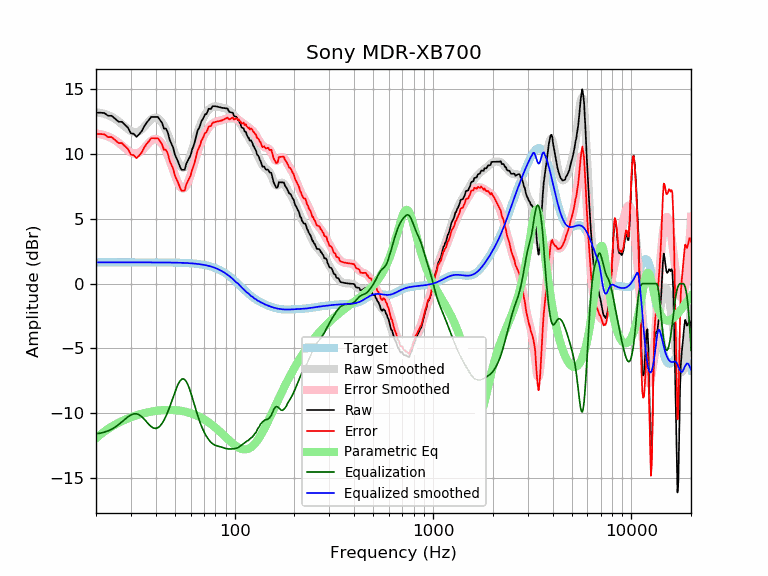 Sony MDR-XB700
Amplitude (dBr)
15
10
5
0
−5
−10
−15
Target
Raw Smoothed
Error Smoothed
Raw
Error
Parametric Eq
Equalization
Equalized smoothed
100
1000
10000
Frequency (Hz)